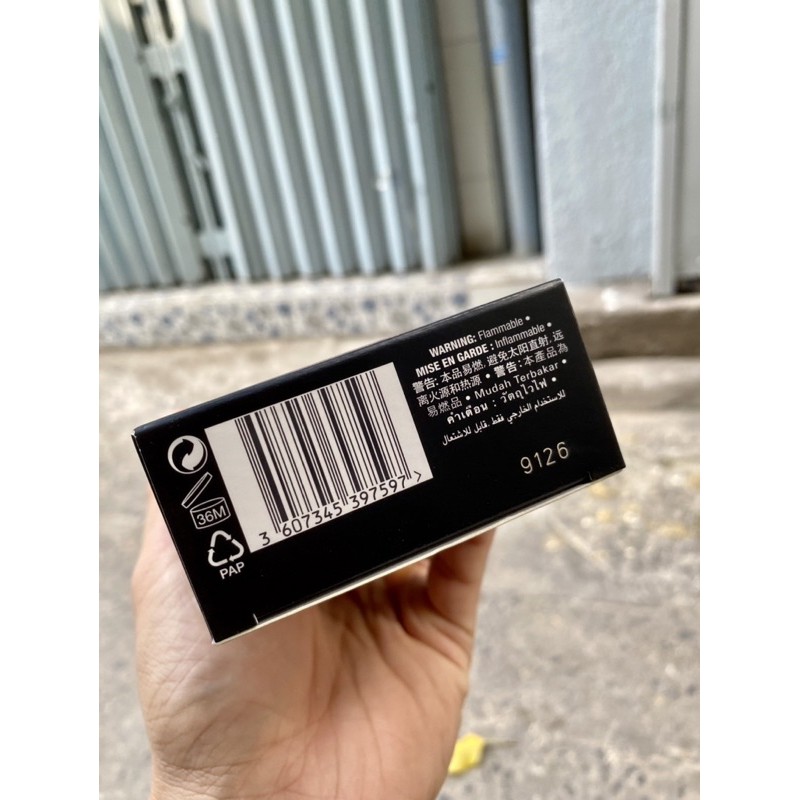 WARNING: Flammable •
MISE EN GARDE : Inflammable •
警告: 本品易燃, 避免太阳直射, 远
离火源和热源 • 警告: 本產品為
易燃品 • Mudah Terbakar •
คำเตือน : วัตถุไวไฟ •
للاستخدام الخارجي فقط. قابل للاشتعال
9126
3 607345 397597 >
36M
PAP